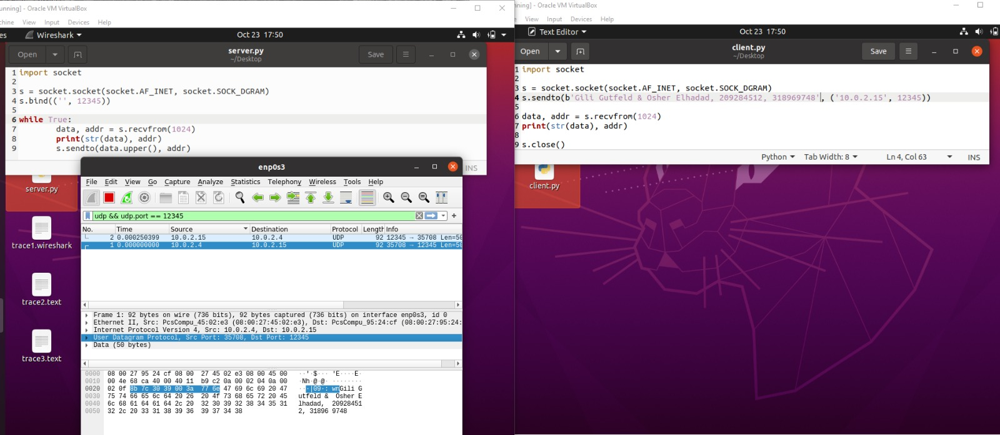 unning] - Oracle VM VirtualBox
chine View Input Devices Help
es Wireshark Oct 23 17:50
Open server.py Save
~/Desktop
1 import socket
2
3 s = socket.socket(socket.AF_INET, socket.SOCK_DGRAM)
4 s.bind(('', 12345))
5
6 while True:
7 data, addr = s.recvfrom(1024)
8 print(str(data), addr)
9 s.sendto(data.upper(), addr)
INS
server.py
trace1.wireshark
trace2.text
trace3.text
enp0s3
File Edit View Go Capture Analyze Statistics Telephony Wireless Tools Help
udp && udp.port == 12345
No. Time Source Destination Protocol Length Info
2 0.000250399 10.0.2.15 10.0.2.4 UDP 92 12345 → 35708 Len=50
1 0.000000000 10.0.2.4 10.0.2.15 UDP 92 35708 → 12345 Len=50
Frame 1: 92 bytes on wire (736 bits), 92 bytes captured (736 bits) on interface enp0s3, id 0
Ethernet II, Src: PcsCompu_45:02:e3 (08:00:27:45:02:e3), Dst: PcsCompu_95:24:cf (08:00:27:95:24:
Internet Protocol Version 4, Src: 10.0.2.4, Dst: 10.0.2.15
User Datagram Protocol, Src Port: 35708, Dst Port: 12345
Data (50 bytes)
0000 08 00 27 95 24 cf 08 00 27 45 02 e3 08 00 45 00 ··'·$··· 'E····E·
0010 00 4e 68 ca 40 00 40 11 b9 c2 0a 00 02 04 0a 00 ·Nh·@·@· ········
0020 02 0f 8b 7c 30 39 00 3a 77 6e 47 69 6c 69 20 47 ···|09·: wnGili G
0030 75 74 66 65 6c 64 20 26 20 4f 73 68 65 72 20 45 utfeld & Osher E
0040 6c 68 61 64 61 64 2c 20 32 30 39 32 38 34 35 31 lhadad, 20928451
0050 32 2c 20 33 31 38 39 36 39 37 34 38 2, 31896 9748
nning] - Oracle VM VirtualBox
View Input Devices Help
Text Editor Oct 23 17:50
Open client.py Save
~/Desktop
1 import socket
2
3 s = socket.socket(socket.AF_INET, socket.SOCK_DGRAM)
4 s.sendto(b'Gili Gutfeld & Osher Elhadad, 209284512, 318969748', ('10.0.2.15', 12345))
5
6 data, addr = s.recvfrom(1024)
7 print(str(data), addr)
8
9 s.close()
Python Tab Width: 8 Ln 4, Col 63 INS
client.py